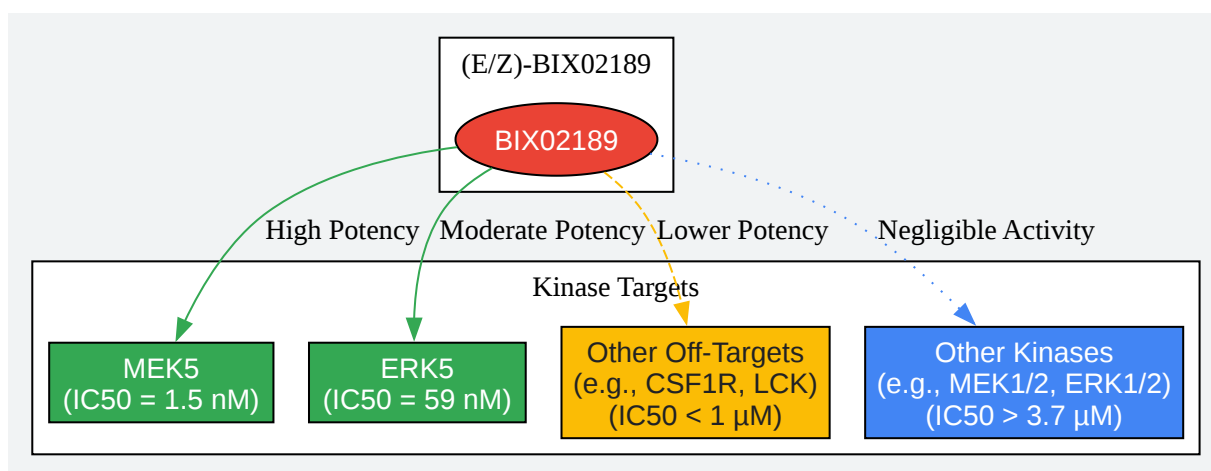 (E/Z)-BIX02189
BIX02189
High Potency
Moderate Potency
Lower Potency
Negligible Activity
Kinase Targets
MEK5
(IC50 = 1.5 nM)
ERK5
(IC50 = 59 nM)
Other Off-Targets
(e.g., CSF1R, LCK)
(IC50 < 1 µM)
Other Kinases
(e.g., MEK1/2, ERK1/2)
(IC50 > 3.7 µM)